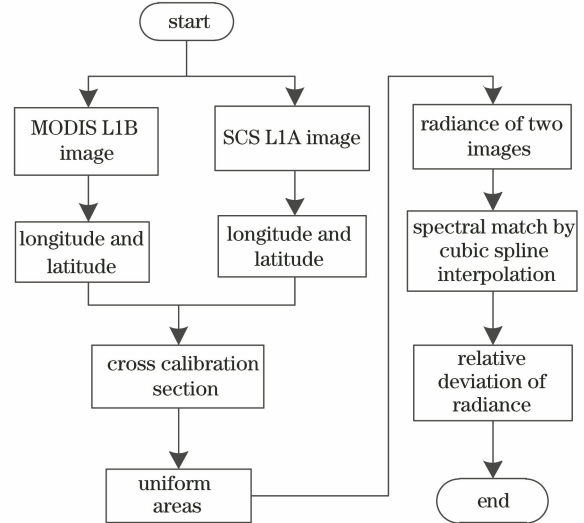 start
MODIS L1B
image
SCS L1A image
longitude and
latitude
longitude and
latitude
cross calibration
section
uniform
areas
radiance of two
images
spectral match by
cubic spline
interpolation
relative
deviation of
radiance
end